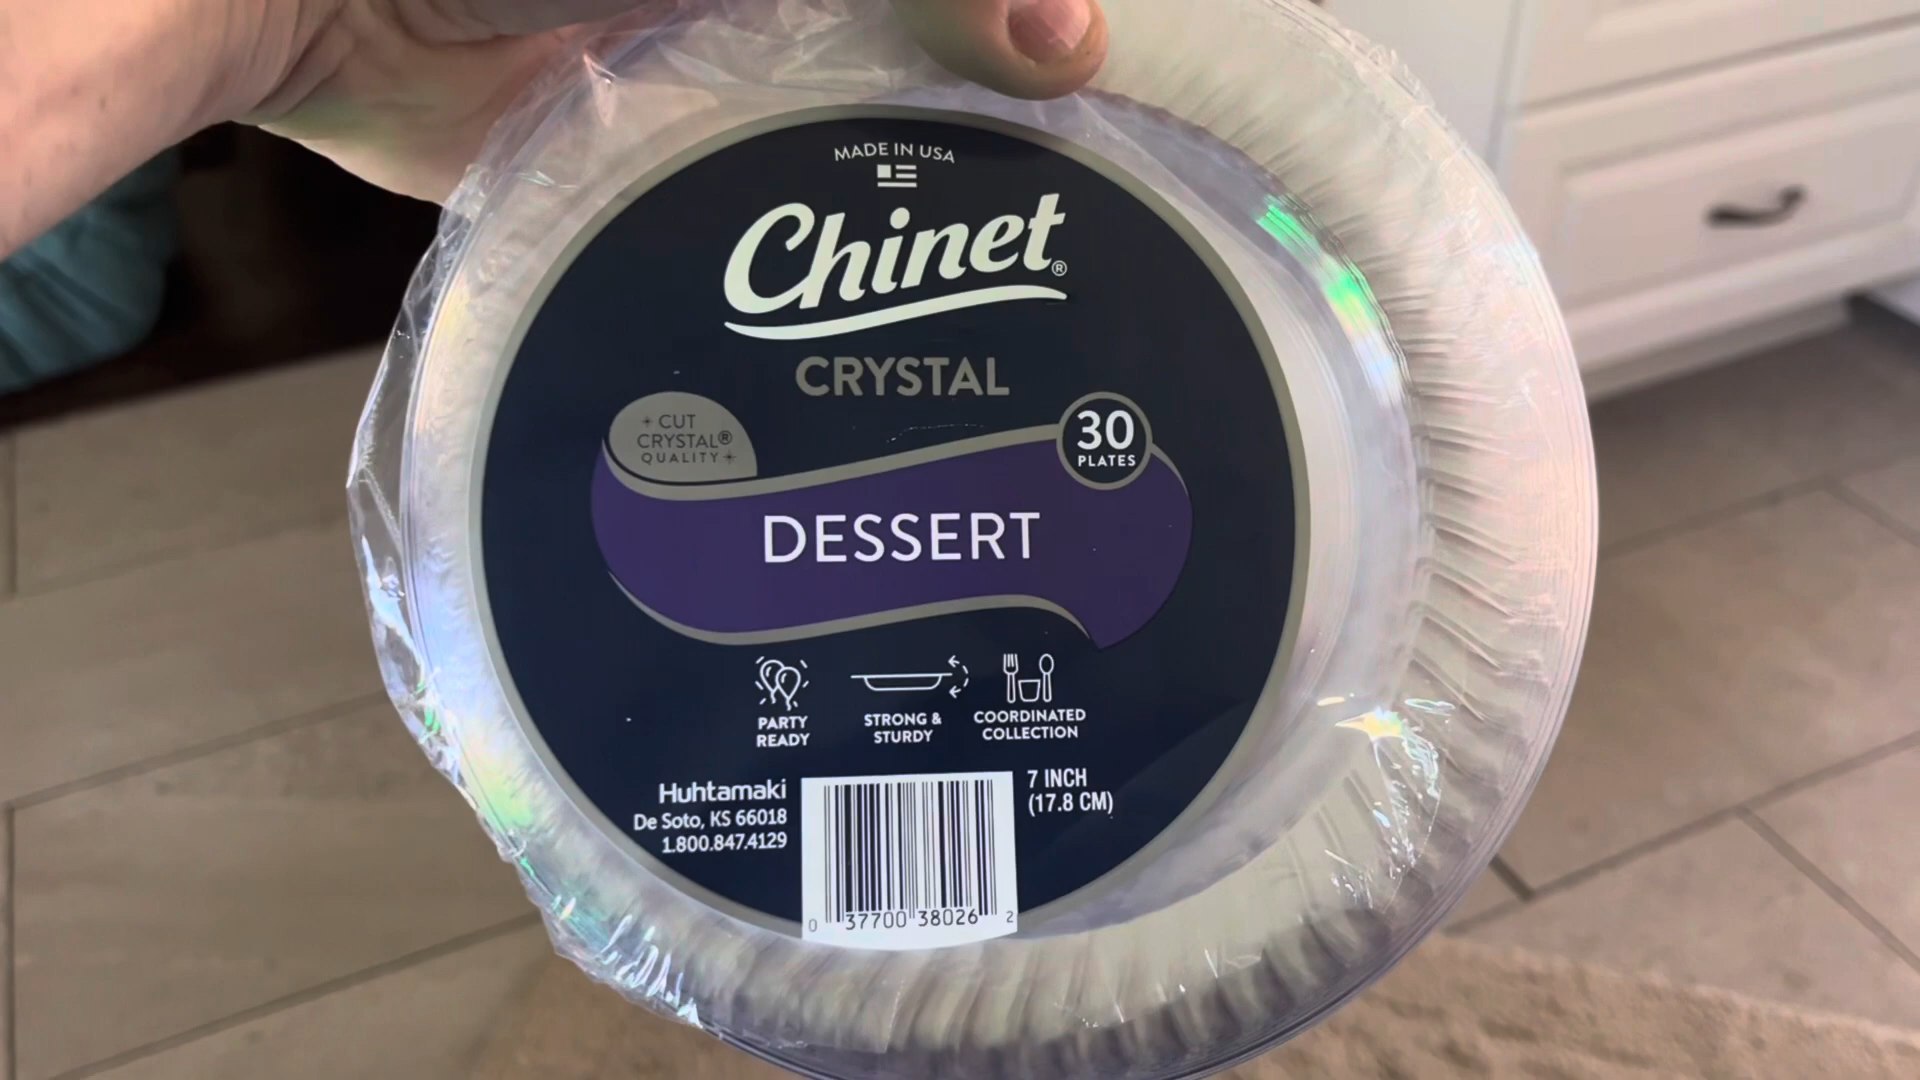 MADE IN USA
Chinet®
CRYSTAL
CUT
CRYSTAL®
QUALITY
30
PLATES
DESSERT
PARTY
READY
STRONG &
STURDY
COORDINATED
COLLECTION
Huhtamaki
De Soto, KS 66018
1.800.847.4129
7 INCH
(17.8 CM)
0 37700 38026 2